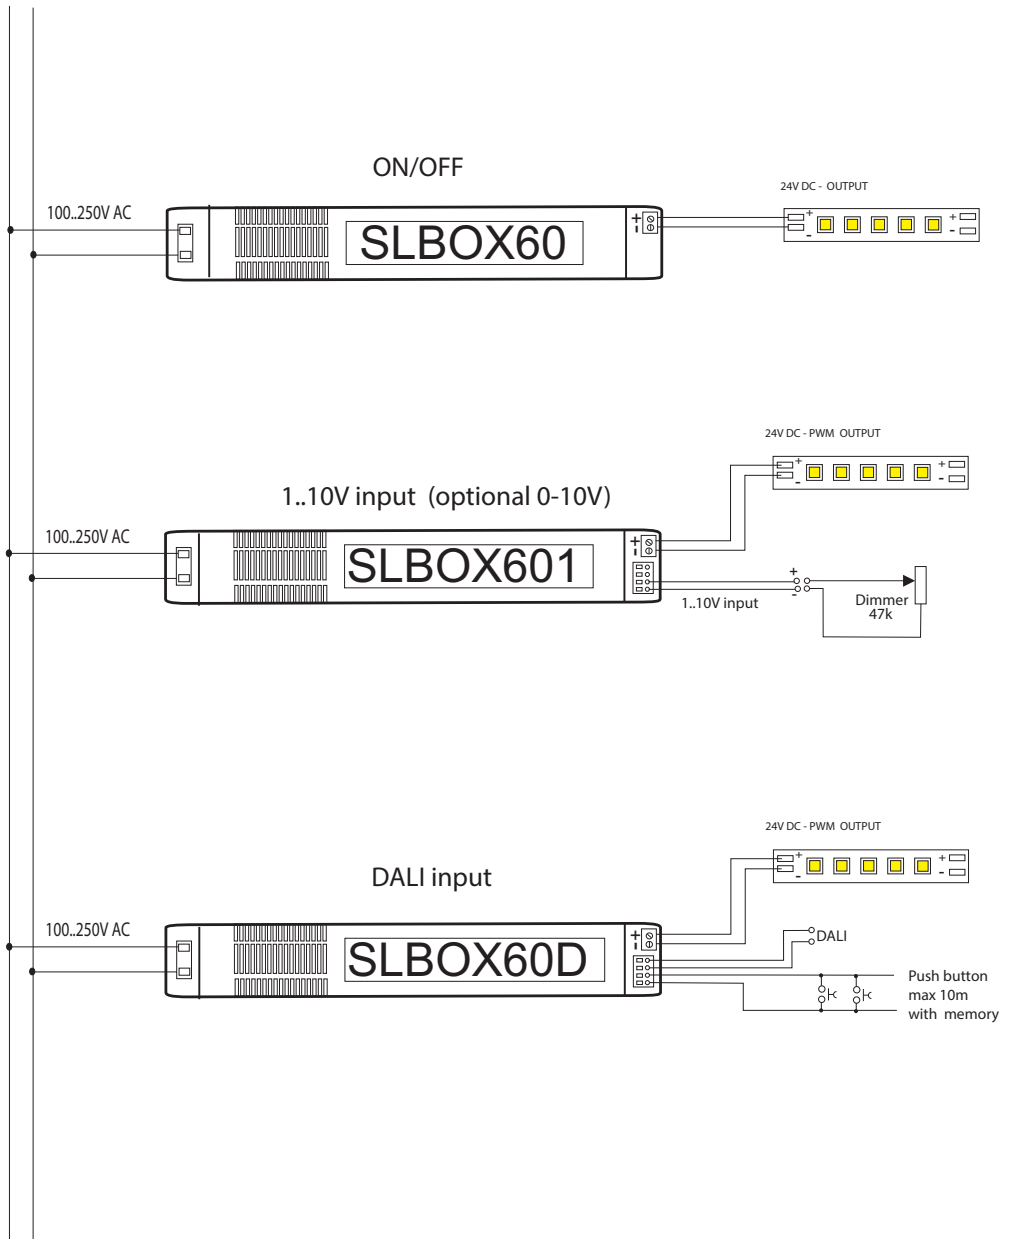 ON/OFF
24V DC - OUTPUT
100..250V AC
SLBOX60
+
-
+
-
+
-
24V DC - PWM OUTPUT
1..10V input (optional 0-10V)
100..250V AC
SLBOX601
+
-
+
-
+
-
1..10V input
+
-
Dimmer
47k
24V DC - PWM OUTPUT
DALI input
100..250V AC
SLBOX60D
+
-
+
-
+
-
DALI
Push button
max 10m
with memory